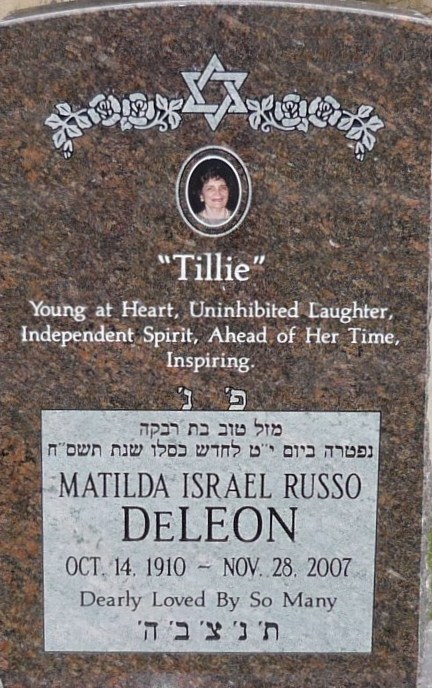 "Tillie"
Young at Heart, Uninhibited Laughter,
Independent Spirit, Ahead of Her Time,
Inspiring.
פ׳ נ׳
מזל טוב בת רבקה
נפטרה ביום י״ט לחדש כסלו שנת תשס״ח
MATILDA ISRAEL RUSSO
DeLEON
OCT. 14. 1910 ~ NOV. 28. 2007
Dearly Loved By So Many
ת׳ נ׳ צ׳ ב׳ ה׳